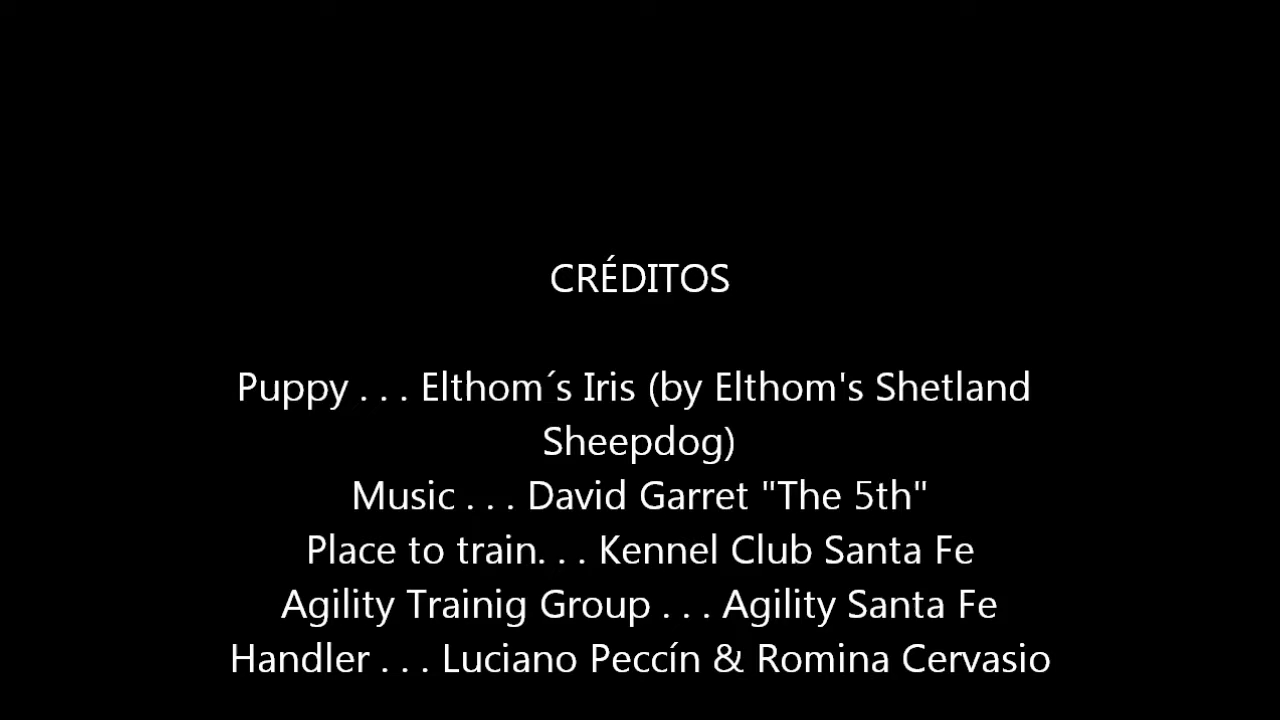 CRÉDITOS
Puppy . . . Elthom´s Iris (by Elthom's Shetland
Sheepdog)
Music . . . David Garret "The 5th"
Place to train. . . Kennel Club Santa Fe
Agility Trainig Group . . . Agility Santa Fe
Handler . . . Luciano Peccín & Romina Cervasio